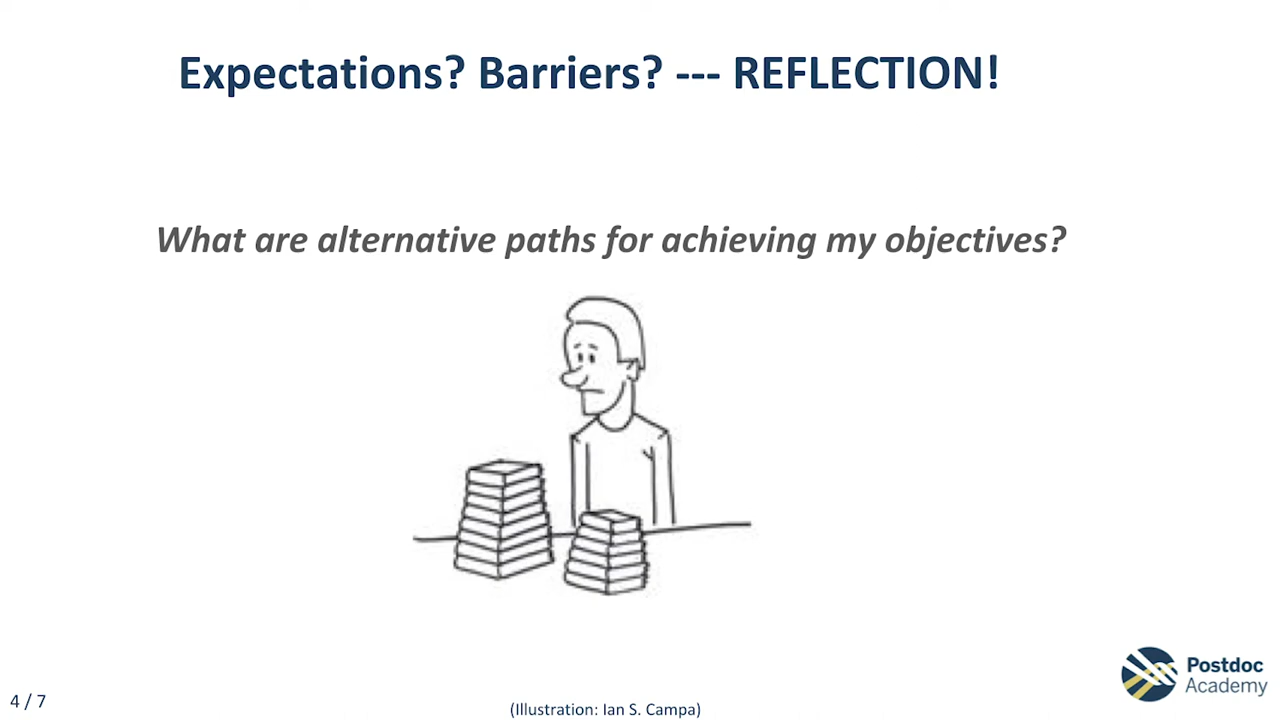 Expectations? Barriers? --- REFLECTION!
What are alternative paths for achieving my objectives?
Postdoc
Academy
4 / 7
(Illustration: Ian S. Campa)